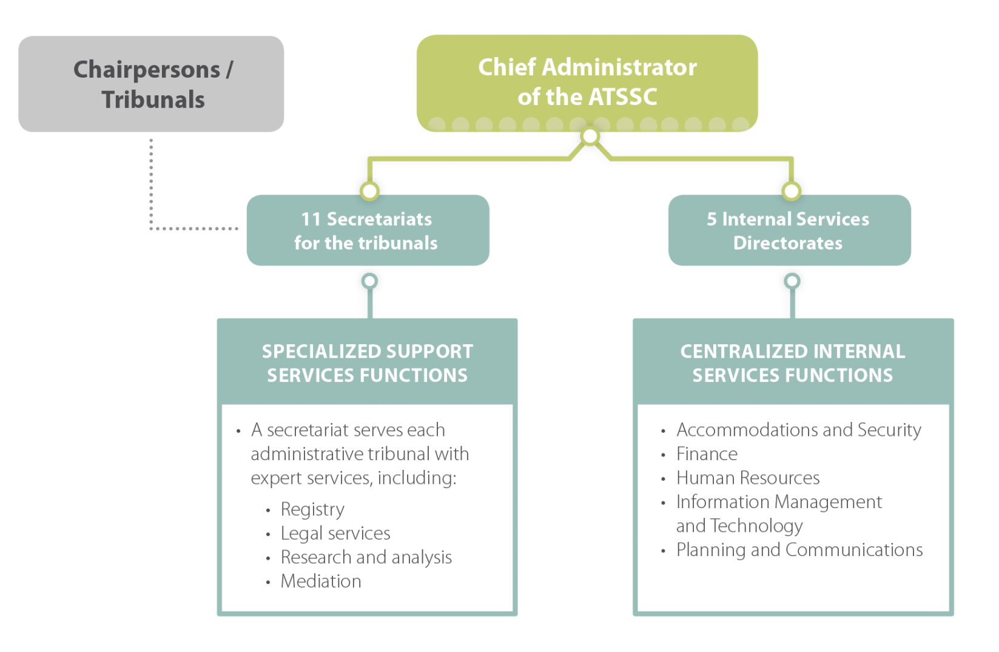 Chairpersons /
Tribunals
Chief Administrator
of the ATSSC
11 Secretariats
for the tribunals
5 Internal Services
Directorates
SPECIALIZED SUPPORT
SERVICES FUNCTIONS
• A secretariat serves each
administrative tribunal with
expert services, including:
• Registry
• Legal services
• Research and analysis
• Mediation
CENTRALIZED INTERNAL
SERVICES FUNCTIONS
• Accommodations and Security
• Finance
• Human Resources
• Information Management
and Technology
• Planning and Communications